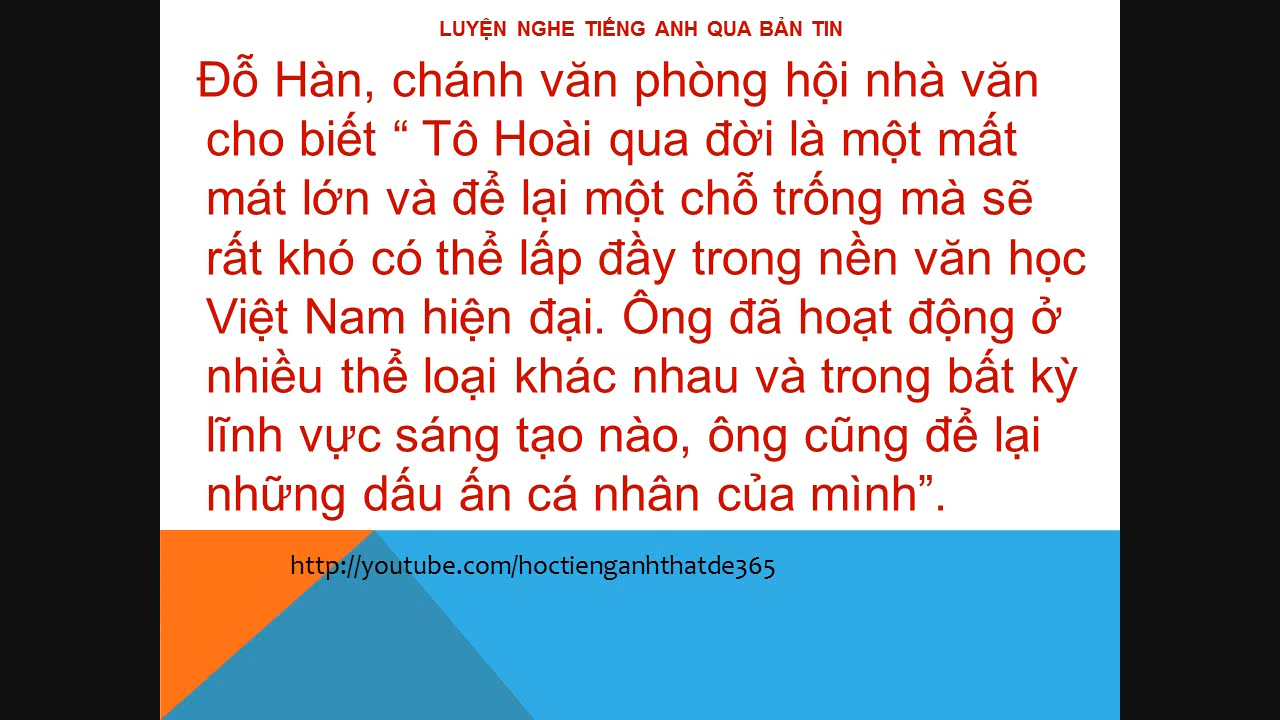 LUYỆN NGHE TIẾNG ANH QUA BẢN TIN
Đỗ Hàn, chánh văn phòng hội nhà văn
cho biết “ Tô Hoài qua đời là một mất
mát lớn và để lại một chỗ trống mà sẽ
rất khó có thể lấp đầy trong nền văn học
Việt Nam hiện đại. Ông đã hoạt động ở
nhiều thể loại khác nhau và trong bất kỳ
lĩnh vực sáng tạo nào, ông cũng để lại
những dấu ấn cá nhân của mình”.
http://youtube.com/hoctienganhthatde365